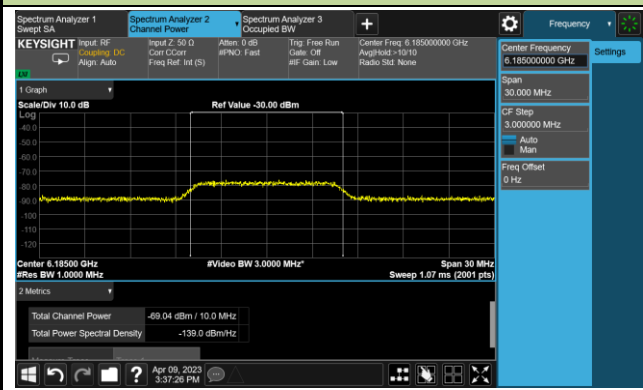 Spectrum Analyzer 1
Swept SA
Spectrum Analyzer 2
Channel Power
Spectrum Analyzer 3
Occupied BW
Frequency
KEYSIGHT
Input: RF
Coupling: DC
Align: Auto
Input Z: 50 Ω
Corr CCorr
Freq Ref: Int (S)
Atten: 0 dB
#PNO: Fast
Trig: Free Run
Gate: Off
#IF Gain: Low
Center Freq: 6.185000000 GHz
Avg|Hold:>10/10
Radio Std: None
Center Frequency
6.185000000 GHz
Settings
Span
30.000 MHz
CF Step
3.000000 MHz
Auto
Man
Freq Offset
0 Hz
1 Graph
Scale/Div 10.0 dB
Ref Value -30.00 dBm
Log
-40.0
-50.0
-60.0
-70.0
-80.0
-90.0
-100
-110
-120
Center 6.18500 GHz
#Video BW 3.0000 MHz*
Span 30 MHz
#Res BW 1.0000 MHz
Sweep 1.07 ms (2001 pts)
2 Metrics
Total Channel Power
-69.04 dBm / 10.0 MHz
Total Power Spectral Density
-139.0 dBm/Hz
Apr 09, 2023
3:37:26 PM